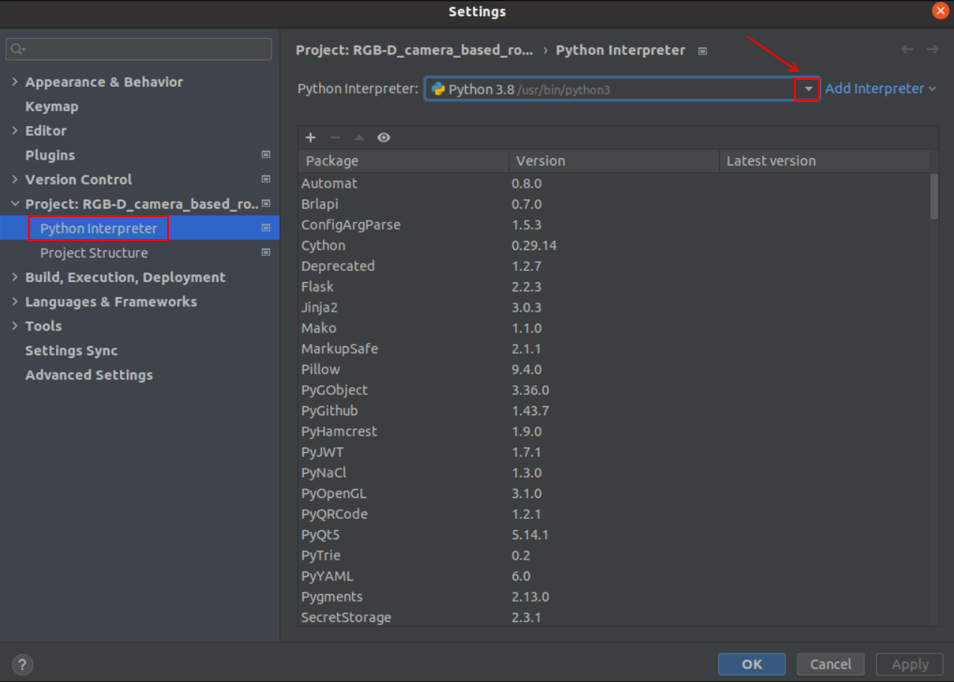 Settings
Project: RGB-D_camera_based_ro... › Python Interpreter
Python Interpreter: Python 3.8 /usr/bin/python3 Add Interpreter
Appearance & Behavior
Keymap
Editor
Plugins
Version Control
Project: RGB-D_camera_based_ro..
Python Interpreter
Project Structure
Build, Execution, Deployment
Languages & Frameworks
Tools
Settings Sync
Advanced Settings
Package Version Latest version
Automat 0.8.0
Brlapi 0.7.0
ConfigArgParse 1.5.3
Cython 0.29.14
Deprecated 1.2.7
Flask 2.2.3
Jinja2 3.0.3
Mako 1.1.0
MarkupSafe 2.1.1
Pillow 9.4.0
PyGObject 3.36.0
PyGithub 1.43.7
PyHamcrest 1.9.0
PyJWT 1.7.1
PyNaCl 1.3.0
PyOpenGL 3.1.0
PyQRCode 1.2.1
PyQt5 5.14.1
PyTrie 0.2
PyYAML 6.0
Pygments 2.13.0
SecretStorage 2.3.1
? OK Cancel Apply